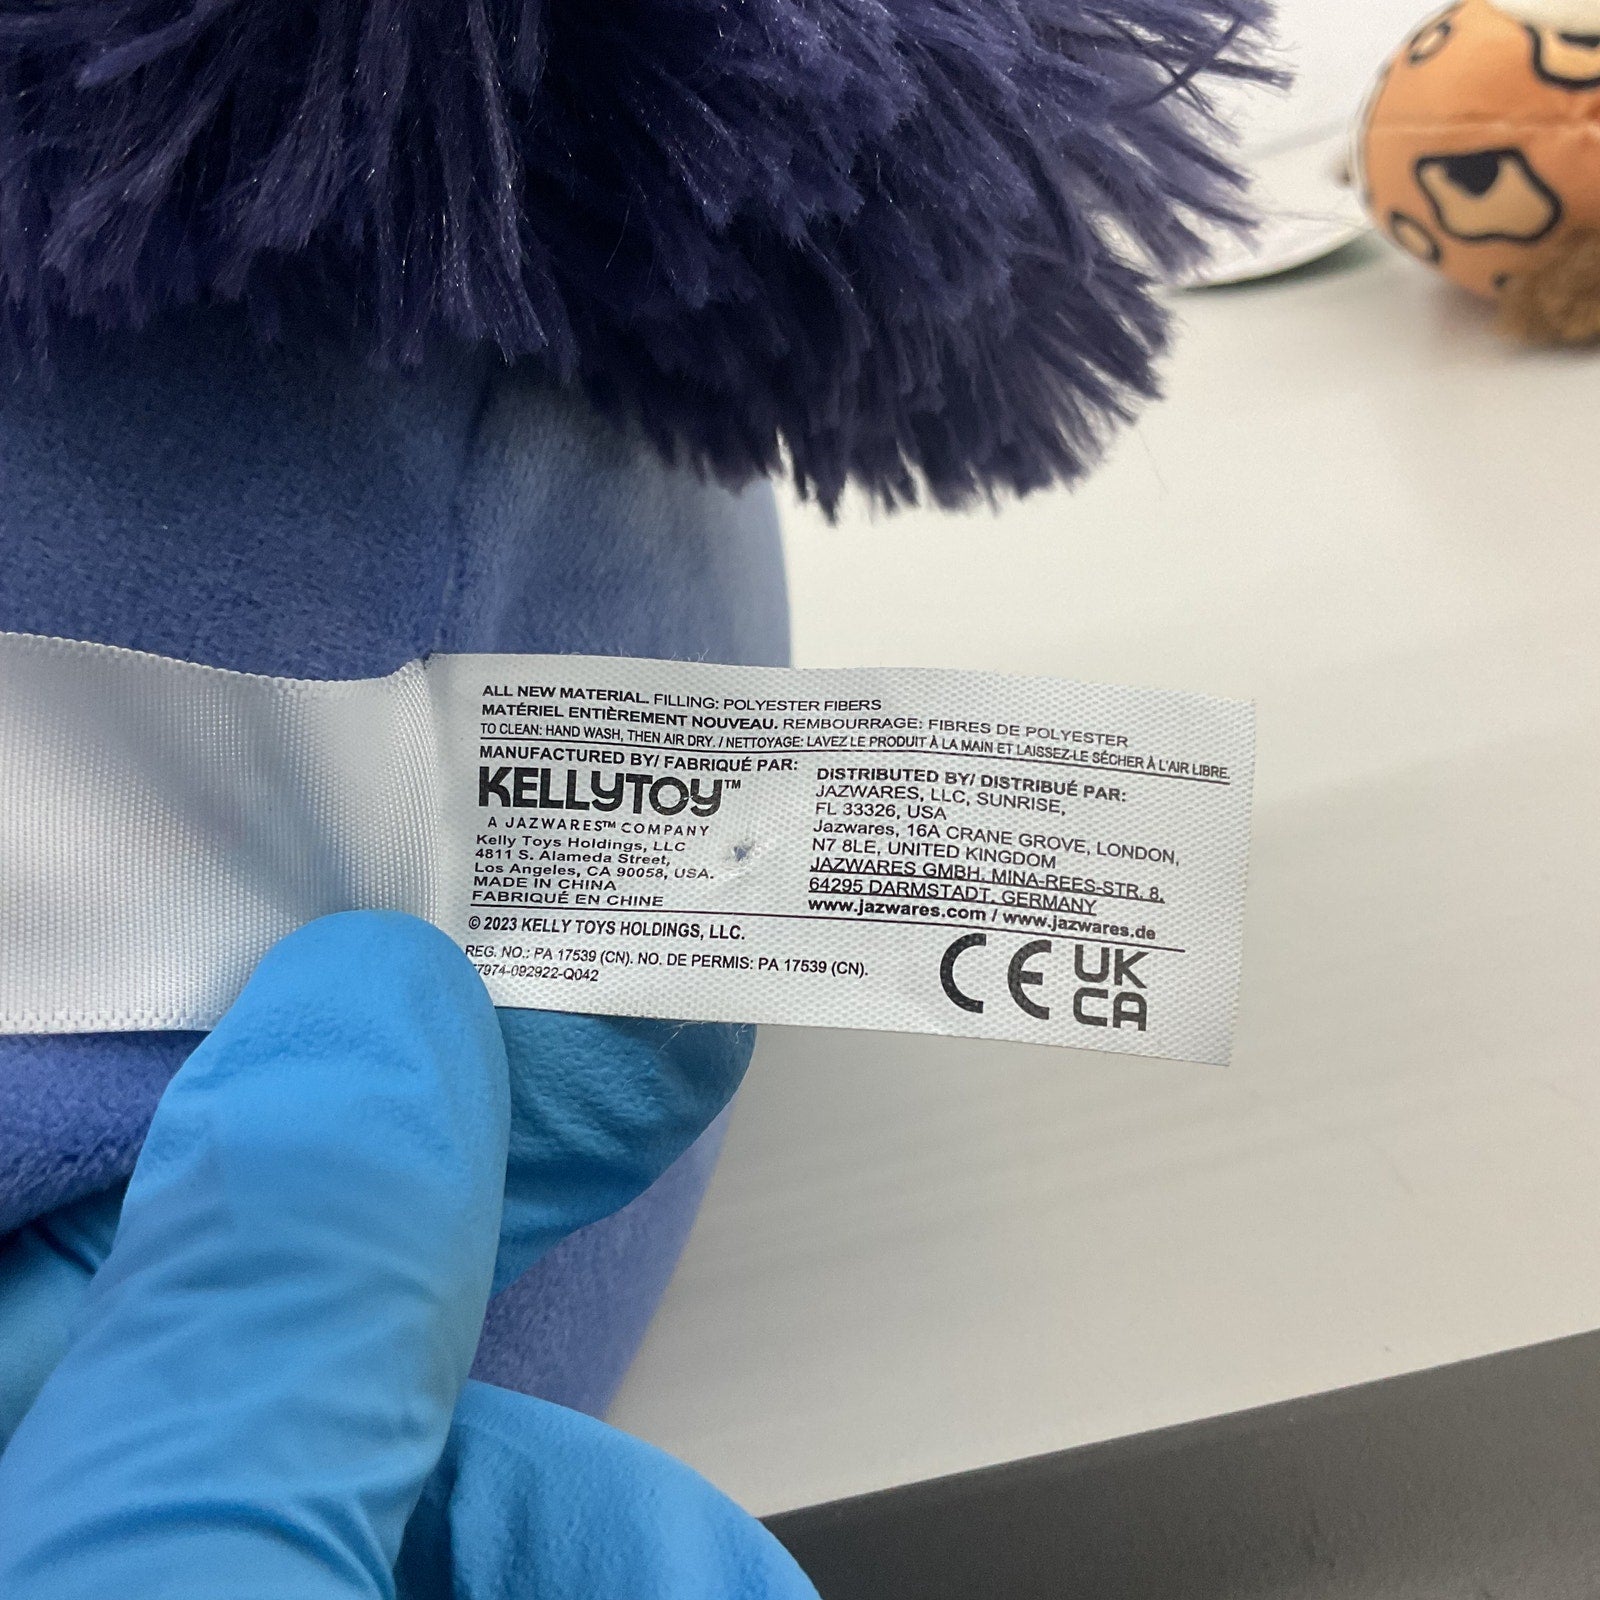 ALL NEW MATERIAL. FILLING: POLYESTER FIBERS
MATÉRIEL ENTIÈREMENT NOUVEAU. REMBOURRAGE: FIBRES DE POLYESTER
TO CLEAN: HAND WASH, THEN AIR DRY. / NETTOYAGE: LAVEZ LE PRODUIT À LA MAIN ET LAISSEZ-LE SÉCHER À L'AIR LIBRE.
MANUFACTURED BY/ FABRIQUÉ PAR:
KELLYTOY™
A JAZWARES™ COMPANY
Kelly Toys Holdings, LLC
4811 S. Alameda Street,
Los Angeles, CA 90058, USA.
MADE IN CHINA
FABRIQUÉ EN CHINE
DISTRIBUTED BY/ DISTRIBUÉ PAR:
JAZWARES, LLC, SUNRISE,
FL 33326, USA
Jazwares, 16A CRANE GROVE, LONDON,
N7 8LE, UNITED KINGDOM
JAZWARES GMBH. MINA-REES-STR. 8,
64295 DARMSTADT, GERMANY
www.jazwares.com / www.jazwares.de
© 2023 KELLY TOYS HOLDINGS, LLC.
REG. NO.: PA 17539 (CN). NO. DE PERMIS: PA 17539 (CN).
7974-092922-Q042
CE
UK
CA